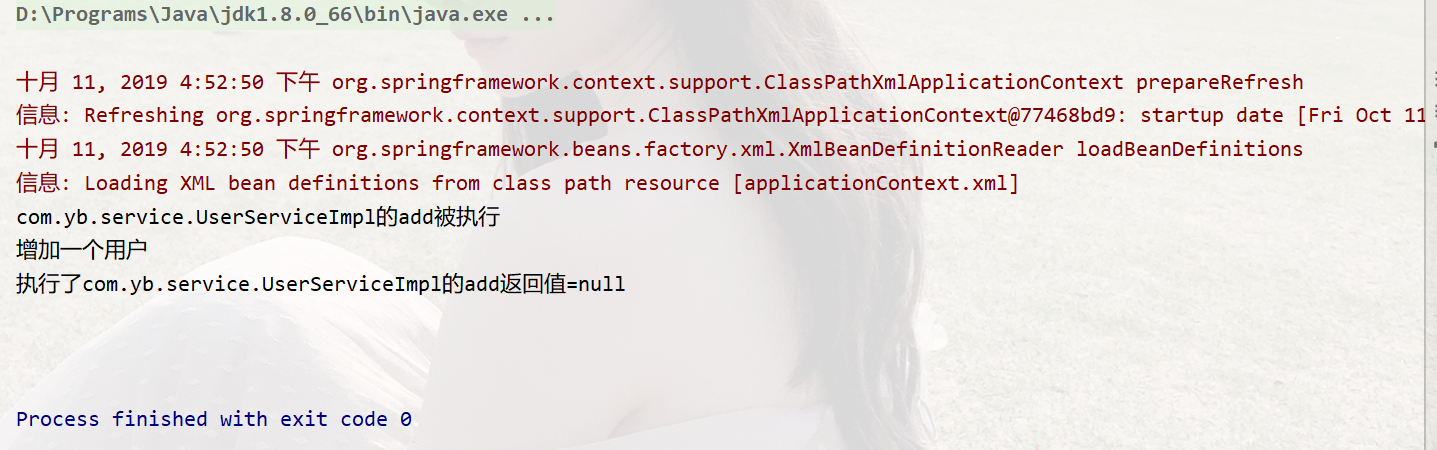 D:\Programs\Java\jdk1.8.0_66\bin\java.exe ...
十月 11, 2019 4:52:50 下午 org.springframework.context.support.ClassPathXmlApplicationContext prepareRefresh
信息: Refreshing org.springframework.context.support.ClassPathXmlApplicationContext@77468bd9: startup date [Fri Oct 11
十月 11, 2019 4:52:50 下午 org.springframework.beans.factory.xml.XmlBeanDefinitionReader loadBeanDefinitions
信息: Loading XML bean definitions from class path resource [applicationContext.xml]
com.yb.service.UserServiceImpl的add被执行
增加一个用户
执行了com.yb.service.UserServiceImpl的add返回值=null
Process finished with exit code 0